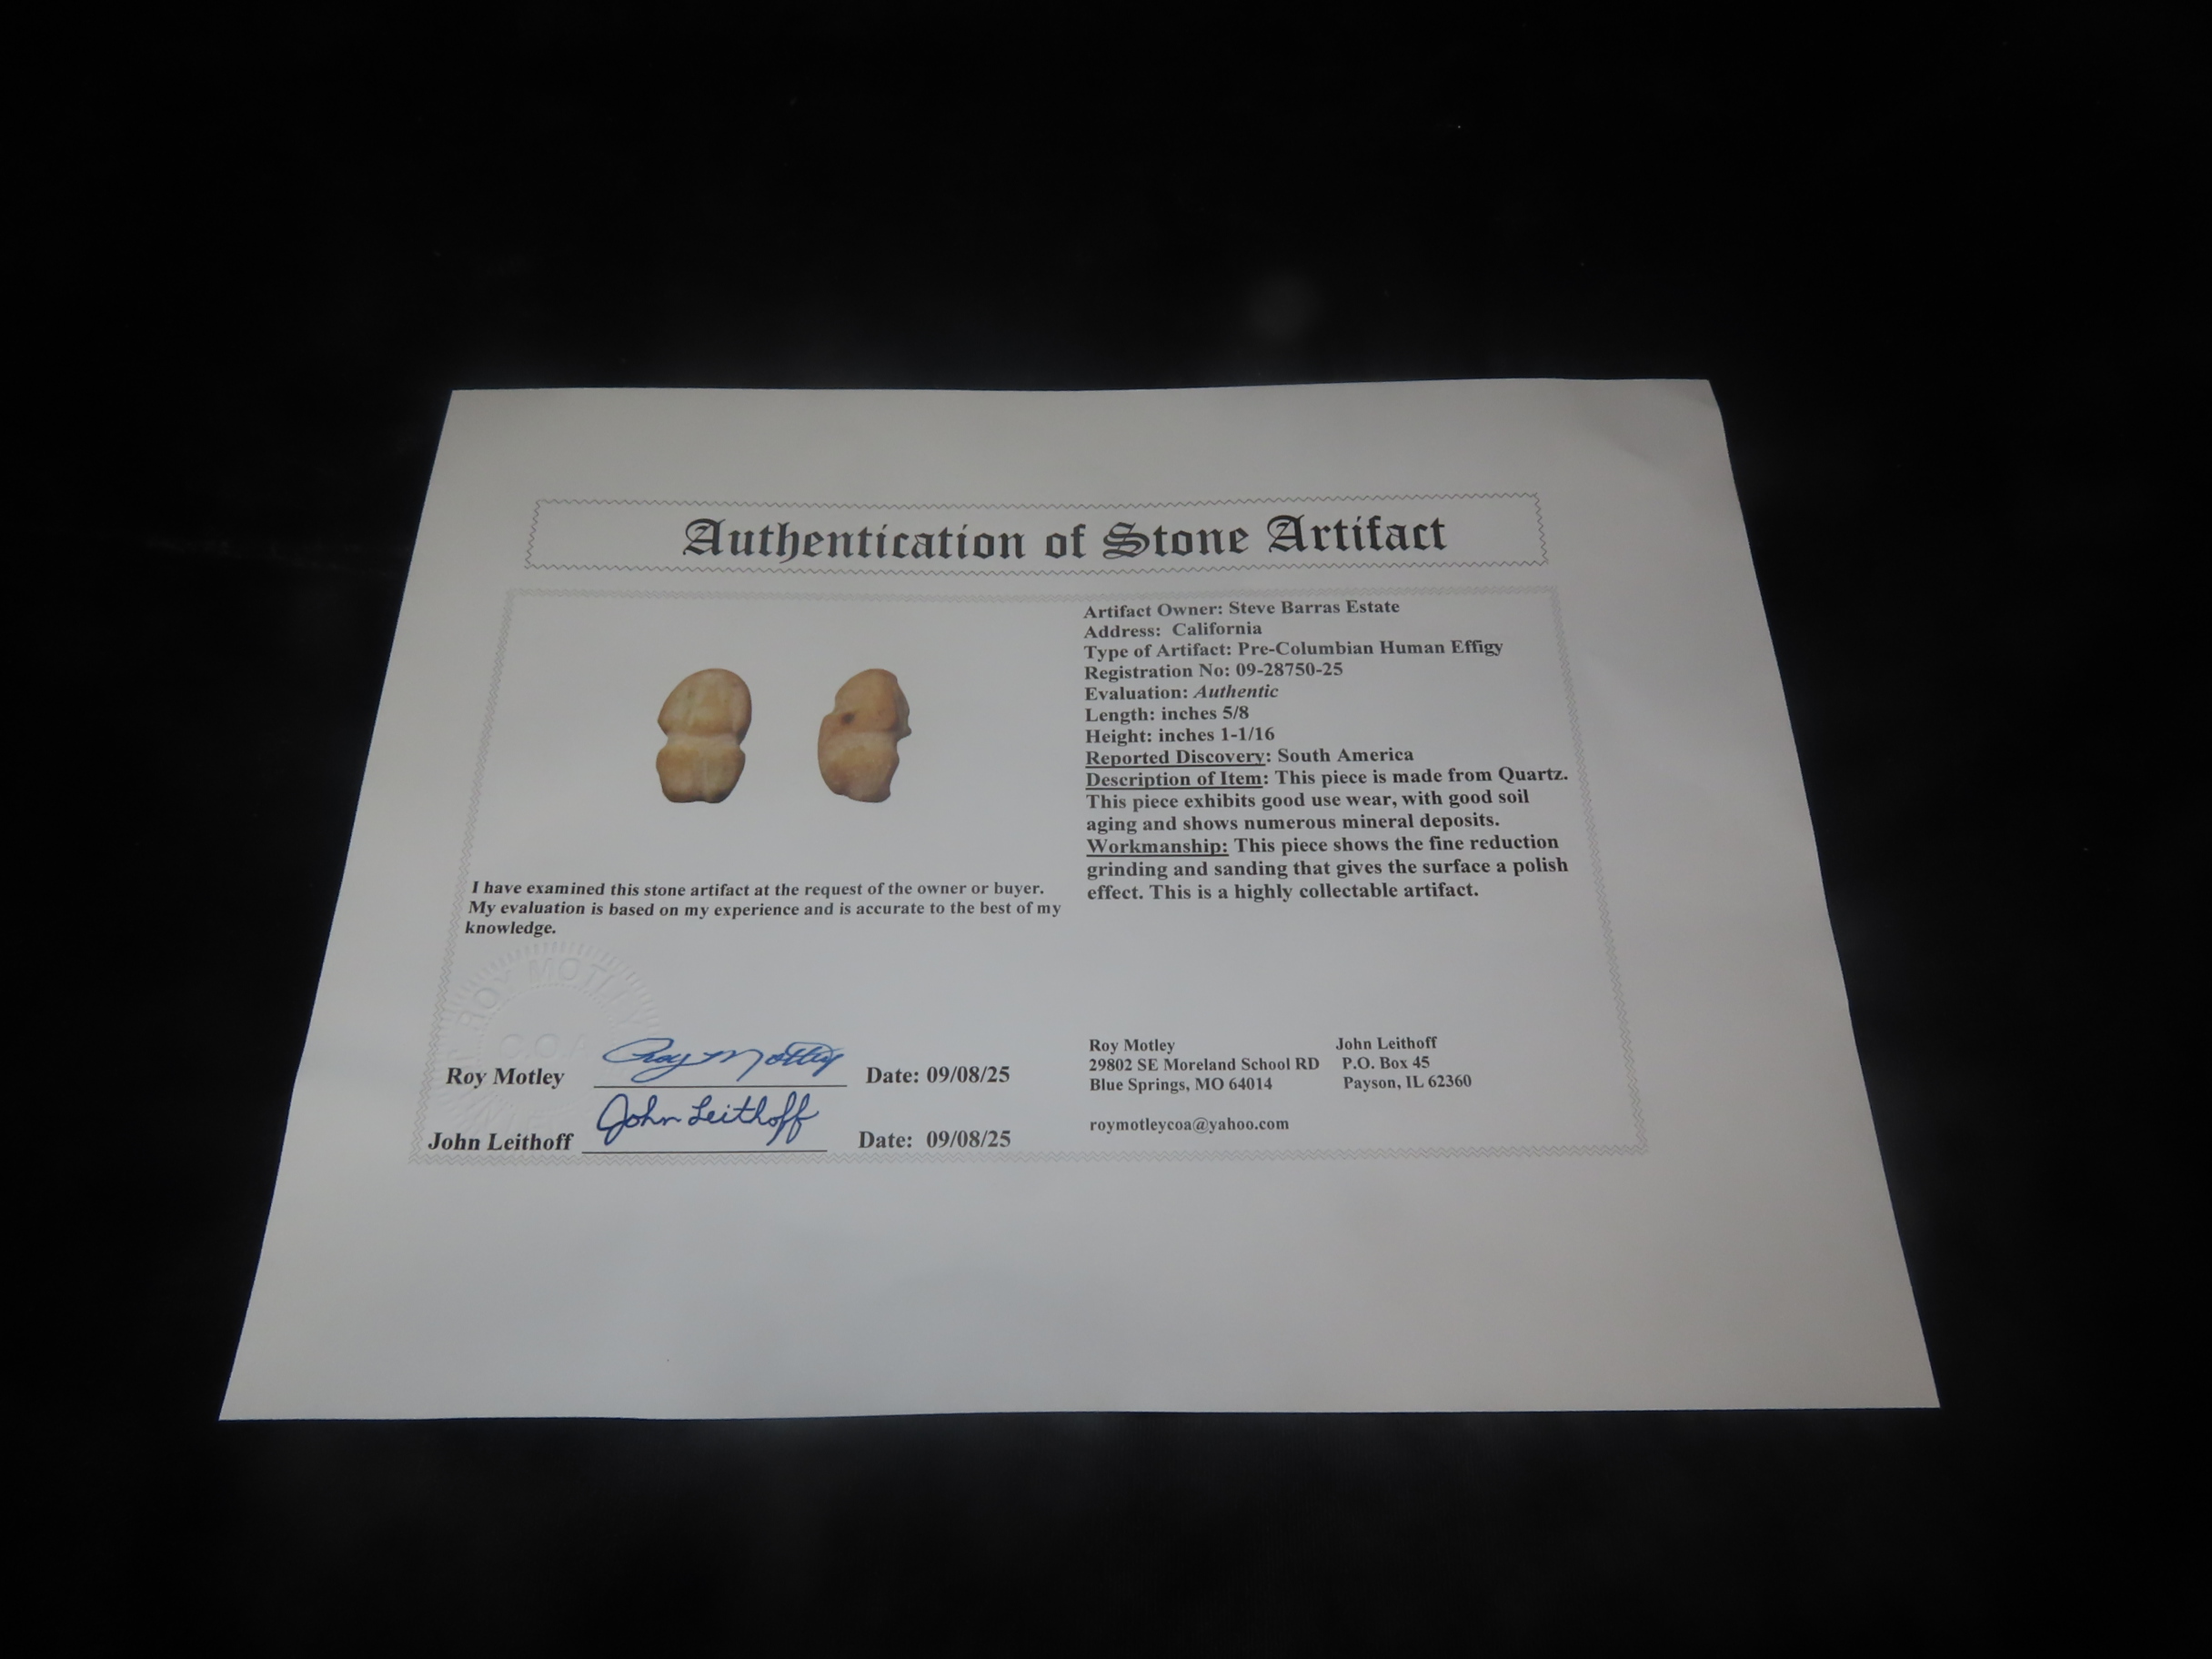 Authentication of Stone Artifact
Artifact Owner: Steve Barras Estate
Address: California
Type of Artifact: Pre-Columbian Human Effigy
Registration No: 09-28750-25
Evaluation: Authentic
Length: inches 5/8
Height: inches 1-1/16
Reported Discovery: South America
Description of Item: This piece is made from Quartz.
This piece exhibits good use wear, with good soil
aging and shows numerous mineral deposits.
Workmanship: This piece shows the fine reduction
grinding and sanding that gives the surface a polish
effect. This is a highly collectable artifact.
I have examined this stone artifact at the request of the owner or buyer.
My evaluation is based on my experience and is accurate to the best of my
knowledge.
ROY MOTLEY
C.O.A
Roy Motley Roy Motley Date: 09/08/25
John Leithoff John Leithoff Date: 09/08/25
Roy Motley
29802 SE Moreland School RD
Blue Springs, MO 64014
roymotleycoa@yahoo.com
John Leithoff
P.O. Box 45
Payson, IL 62360